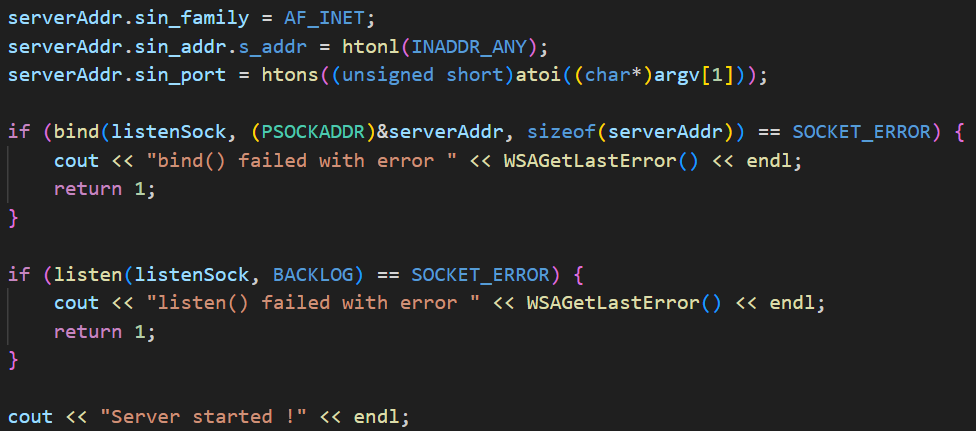 serverAddr.sin_family = AF_INET;
serverAddr.sin_addr.s_addr = htonl(INADDR_ANY);
serverAddr.sin_port = htons((unsigned short)atoi((char*)argv[1]));
if (bind(listenSock, (PSOCKADDR)&serverAddr, sizeof(serverAddr)) == SOCKET_ERROR) {
cout << "bind() failed with error " << WSAGetLastError() << endl;
return 1;
}
if (listen(listenSock, BACKLOG) == SOCKET_ERROR) {
cout << "listen() failed with error " << WSAGetLastError() << endl;
return 1;
}
cout << "Server started !" << endl;